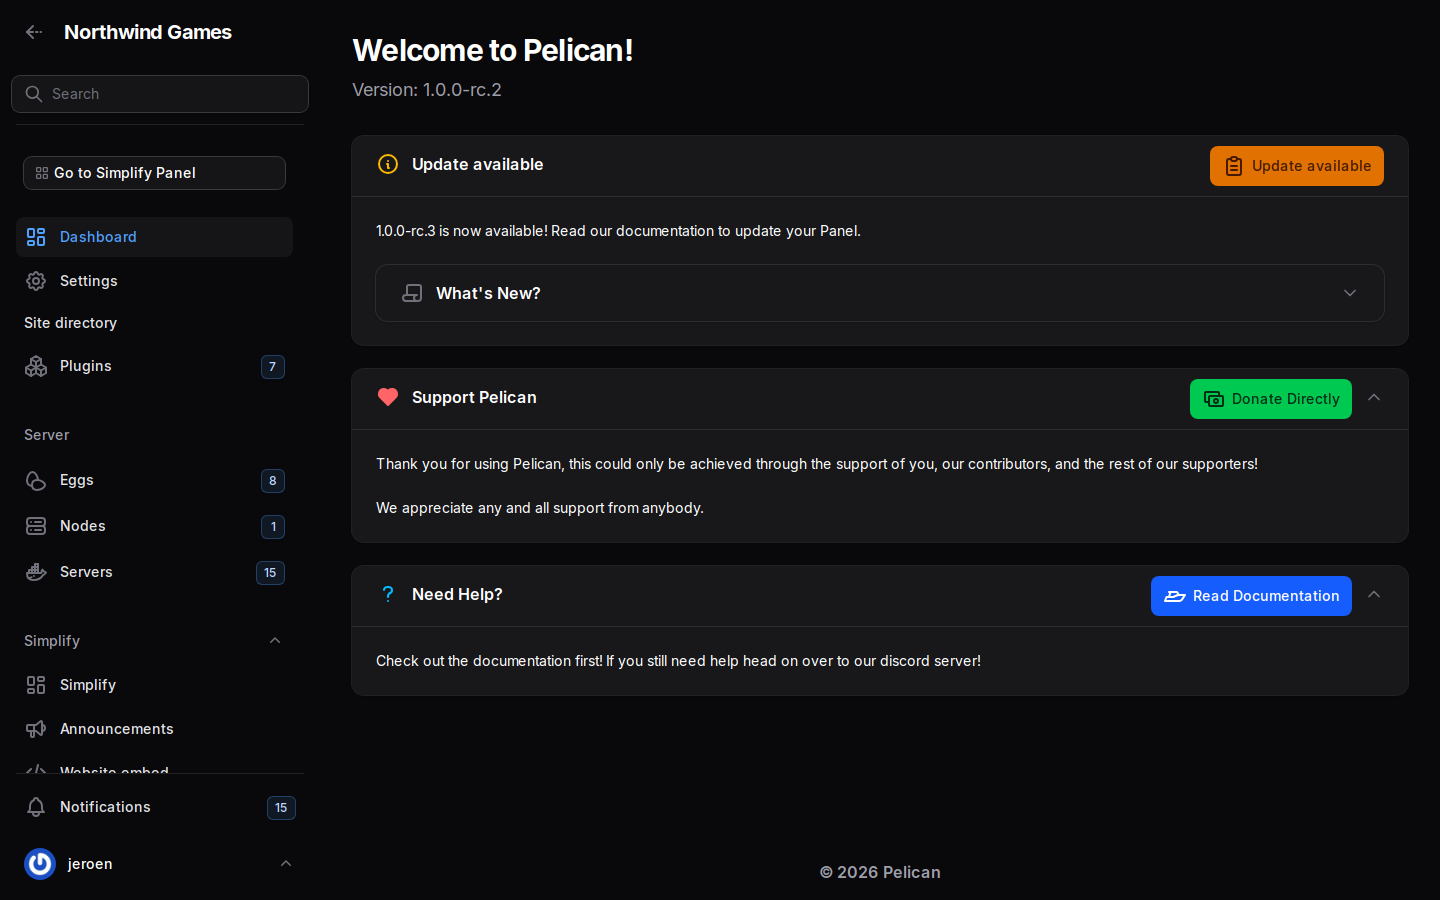 Northwind Games
Search
Go to Simplify Panel
Dashboard
Settings
Site directory
Plugins 7
Server
Eggs 8
Nodes 1
Servers 15
Simplify
Simplify
Announcements
Website embed
Notifications 15
jeroen
Welcome to Pelican!
Version: 1.0.0-rc.2
Update available
Update available
1.0.0-rc.3 is now available! Read our documentation to update your Panel.
What's New?
Support Pelican
Donate Directly
Thank you for using Pelican, this could only be achieved through the support of you, our contributors, and the rest of our supporters!
We appreciate any and all support from anybody.
Need Help?
Read Documentation
Check out the documentation first! If you still need help head on over to our discord server!
© 2026 Pelican